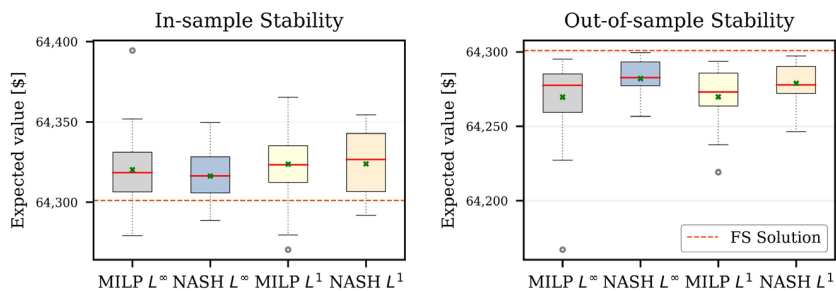 In-sample Stability
Expected value [$]
64,400
64,350
64,300
MILP L∞ NASH L∞ MILP L¹ NASH L¹
Out-of-sample Stability
Expected value [$]
64,300
64,250
64,200
FS Solution
MILP L∞ NASH L∞ MILP L¹ NASH L¹